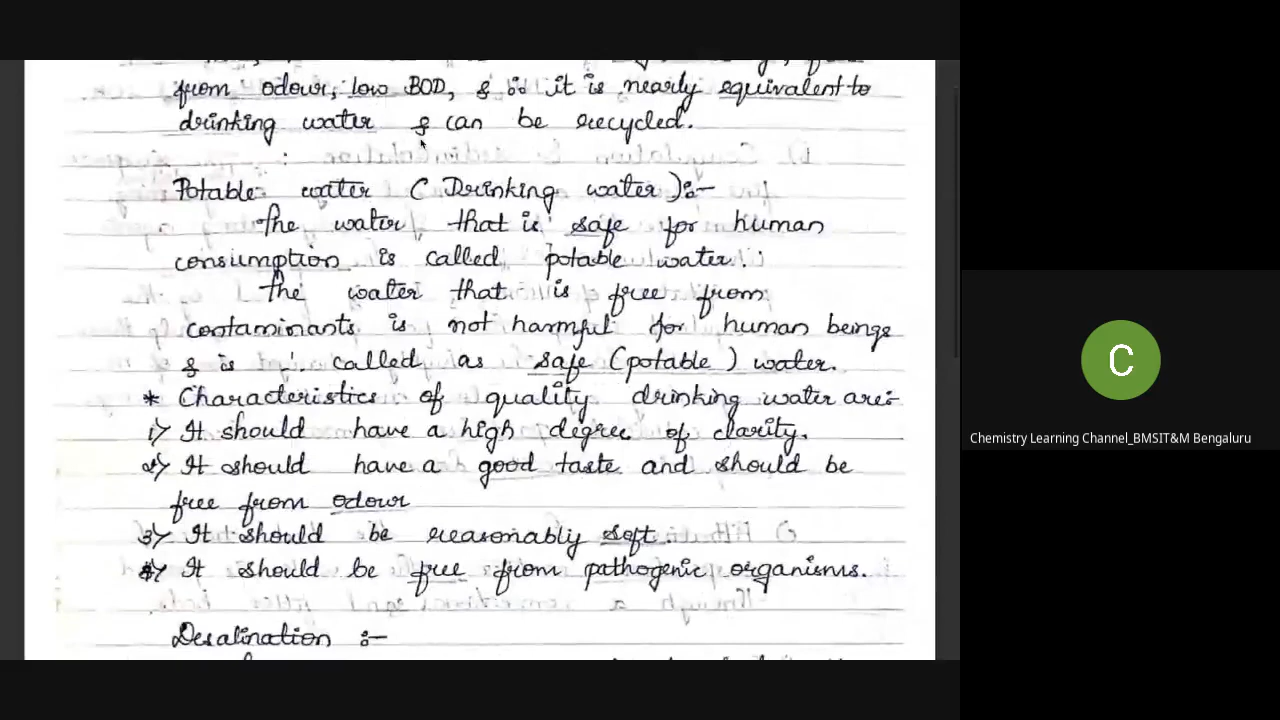 from odour, low BOD, & ∴ it is nearly equivalent to
drinking water & can be recycled.
Potable water ( Drinking water ):-
The water that is safe for human
consumption is called potable water.
The water that is free from
contaminants is not harmful for human beings
& is called as safe (potable) water.
* Characteristics of quality drinking water are:-
1) It should have a high degree of clarity.
2) It should have a good taste and should be
free from odour
3) It should be reasonably soft.
4) It should be free from pathogenic organisms.
Desalination :-
C
Chemistry Learning Channel_BMSIT&M Bengaluru